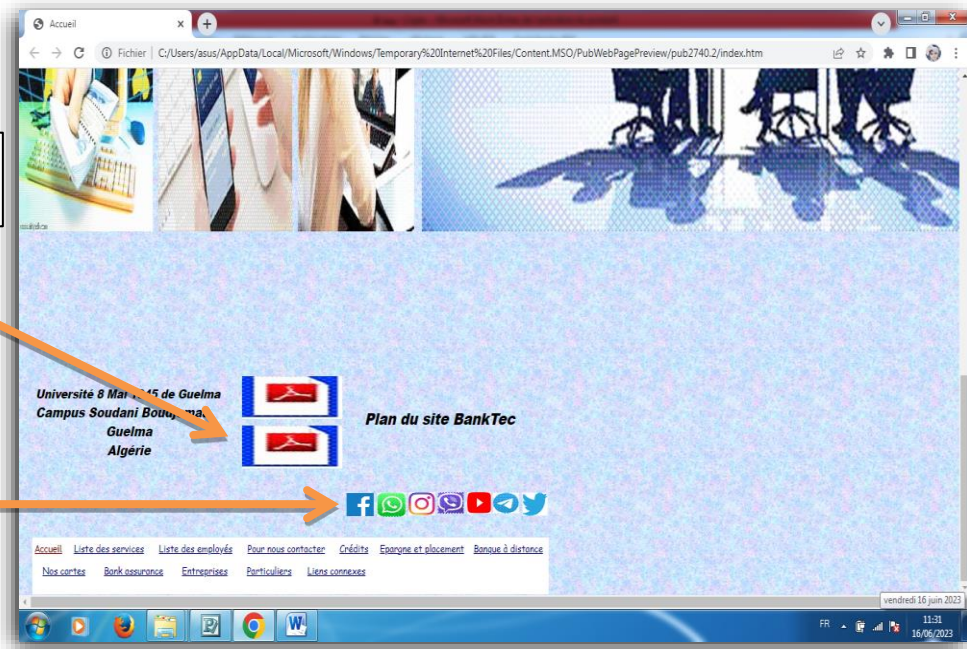 Accueil
Fichier
C:/Users/asus/AppData/Local/Microsoft/Windows/Temporary%20Internet%20Files/Content.MSO/PubWebPagePreview/pub2740.2/index.htm
Université 8 Mai 1945 de Guelma
Campus Soudani
Guelma
Algérie
Plan du site BankTec
Accueil Liste des services Liste des employés Pour nous contacter Crédits Epargne et placement Banque à distance
Nos cartes Bank assurance Entreprises Particuliers Liens connexes
vendredi 16 juin 2023
FR
11:31
16/06/2023